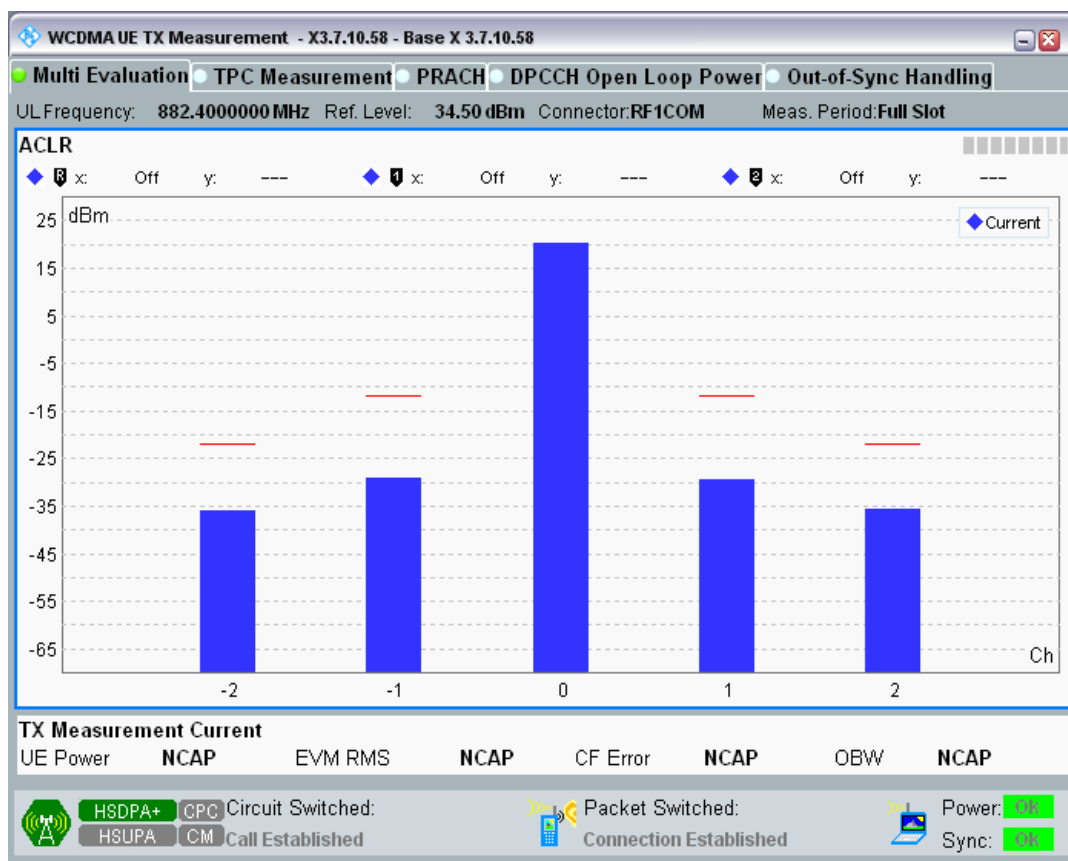 WCDMA UE TX Measurement - X3.7.10.58 - Base X 3.7.10.58
Multi Evaluation TPC Measurement PRACH DPCCH Open Loop Power Out-of-Sync Handling
UL Frequency: 882.4000000 MHz Ref. Level: 34.50 dBm Connector:RF1COM Meas. Period:Full Slot
ACLR
R x: Off y: --- 1 x: Off y: --- 2 x: Off y: ---
dBm
Current
25
15
5
-5
-15
-25
-35
-45
-55
-65
Ch
-2 -1 0 1 2
TX Measurement Current
UE Power NCAP EVM RMS NCAP CF Error NCAP OBW NCAP
HSDPA+ CPC Circuit Switched: Packet Switched: Power: Ok
HSUPA CM Call Established Connection Established Sync: Ok